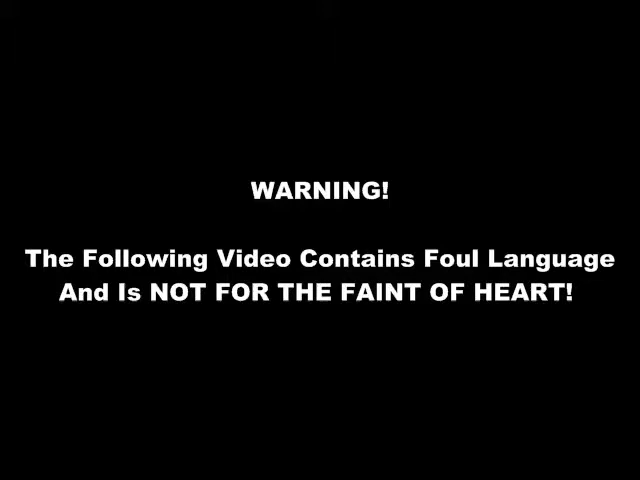 WARNING!
The Following Video Contains Foul Language
And Is NOT FOR THE FAINT OF HEART!